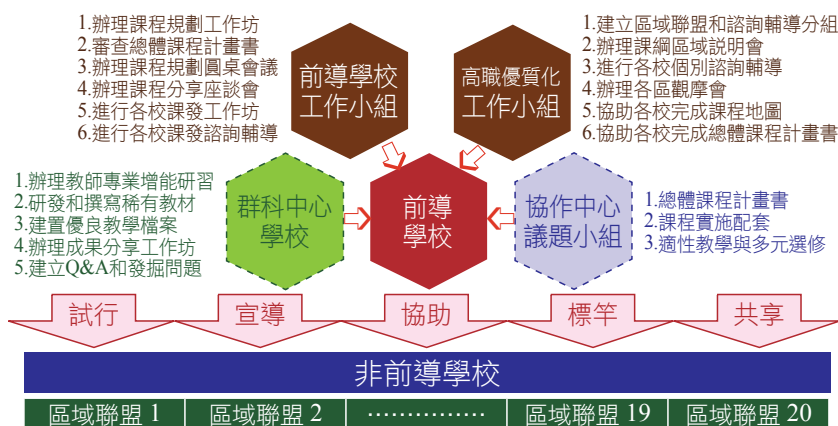 1.辦理課程規劃工作坊
2.審查總體課程計畫書
3.辦理課程規劃圓桌會議
4.辦理課程分享座談會
5.進行各校課發工作坊
6.進行各校課發諮詢輔導
前導學校
工作小組
高職優質化
工作小組
1.建立區域聯盟和諮詢輔導分組
2.辦理課綱區域說明會
3.進行各校個別諮詢輔導
4.辦理各區觀摩會
5.協助各校完成課程地圖
6.協助各校完成總體課程計畫書
1.辦理教師專業增能研習
2.研發和撰寫稀有教材
3.建置優良教學檔案
4.辦理成果分享工作坊
5.建立Q&A和發掘問題
群科中心
學校
前導
學校
協作中心
議題小組
1.總體課程計畫書
2.課程實施配套
3.適性教學與多元選修
試行
宣導
協助
標竿
共享
非前導學校
區域聯盟 1
區域聯盟 2
………………
區域聯盟 19
區域聯盟 20